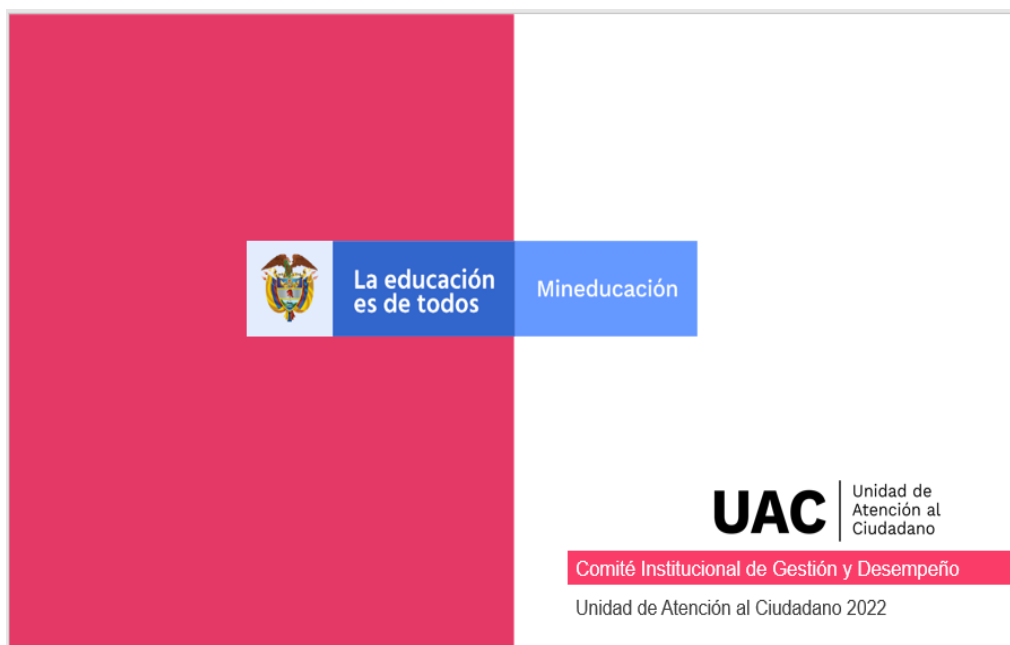 La educación
es de todos
Mineducación
UAC
Unidad de
Atención al
Ciudadano
Comité Institucional de Gestión y Desempeño
Unidad de Atención al Ciudadano 2022